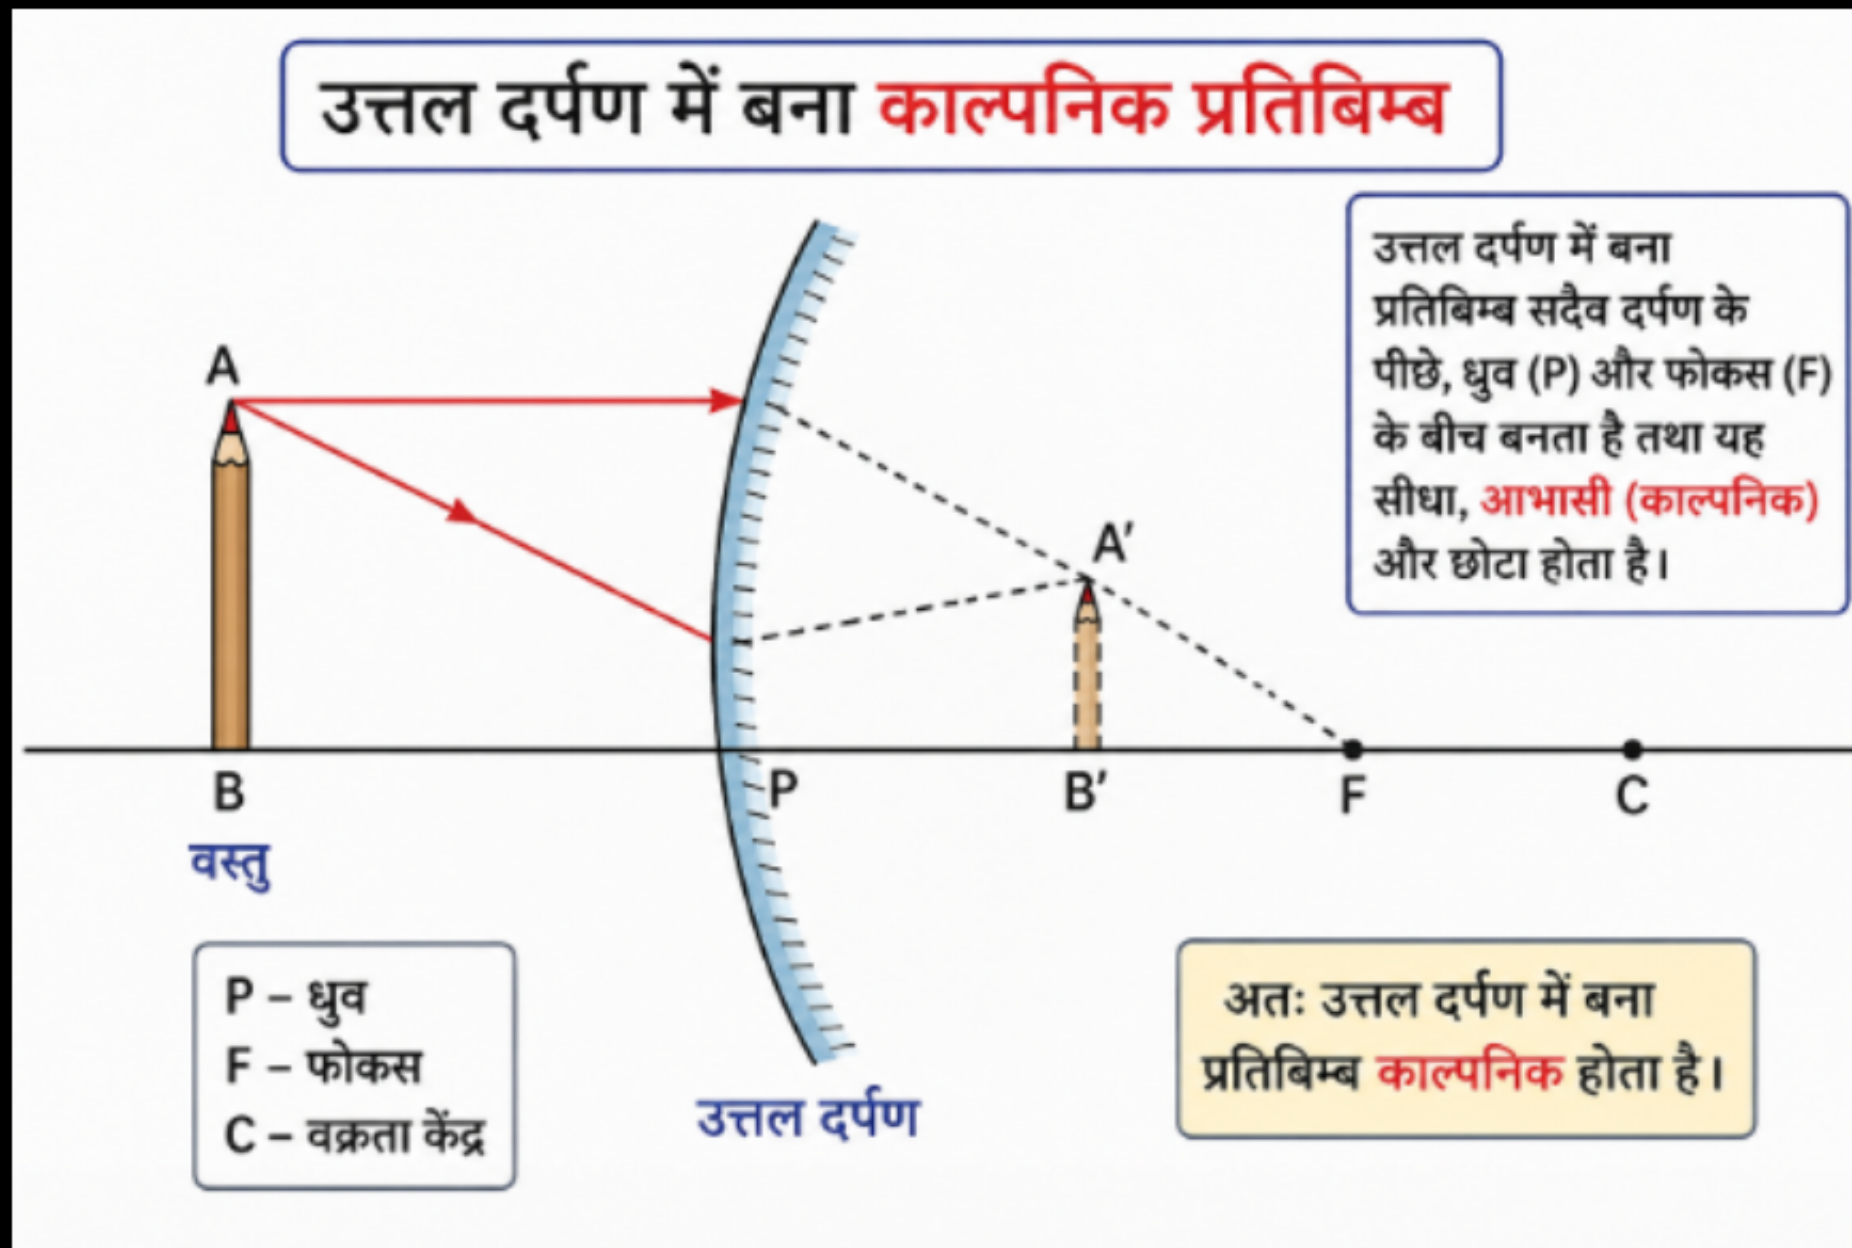 उत्तल दर्पण में बना काल्पनिक प्रतिबिम्ब
उत्तल दर्पण में बना
प्रतिबिम्ब सदैव दर्पण के
पीछे, ध्रुव (P) और फोकस (F)
के बीच बनता है तथा यह
सीधा, आभासी (काल्पनिक)
और छोटा होता है।
A
A′
B
P
B′
F
C
वस्तु
P – ध्रुव
F – फोकस
C – वक्रता केंद्र
उत्तल दर्पण
अतः उत्तल दर्पण में बना
प्रतिबिम्ब काल्पनिक होता है।